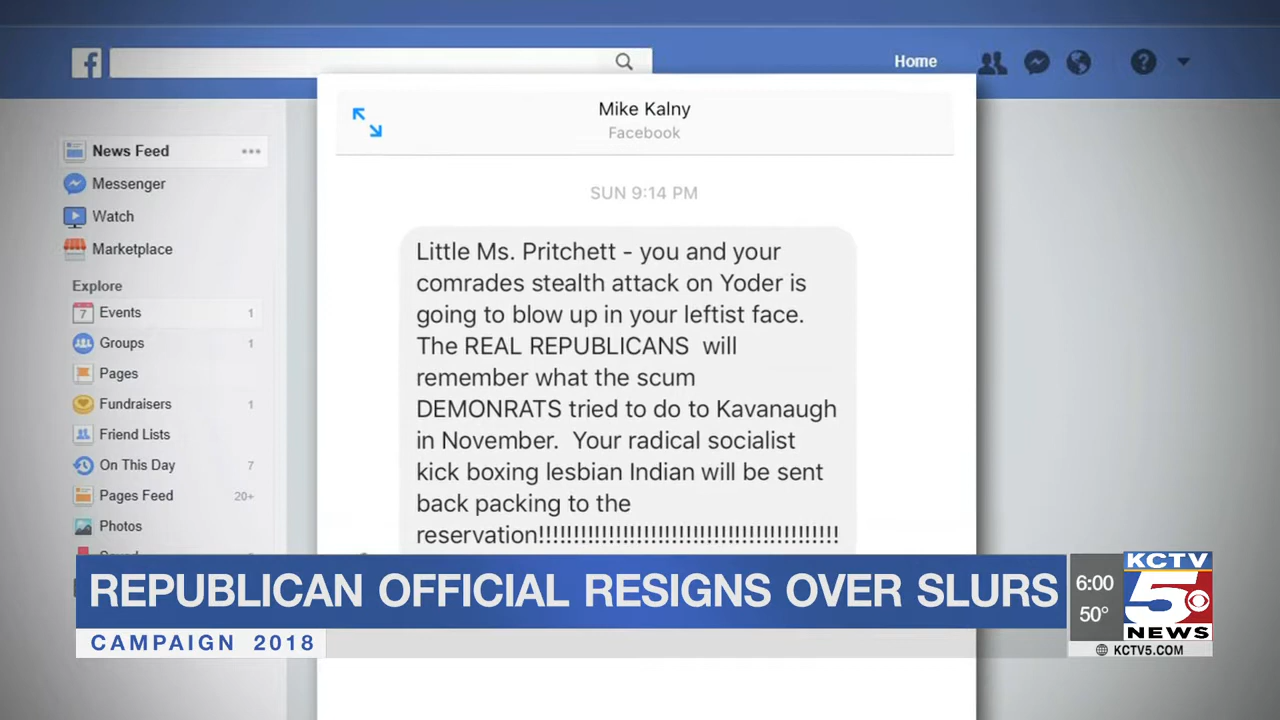 f
Home
?
News Feed
Messenger
Watch
Marketplace
Explore
7 Events 1
Groups 1
Pages
Fundraisers 1
Friend Lists
On This Day 7
Pages Feed 20+
Photos
Mike Kalny
Facebook
SUN 9:14 PM
Little Ms. Pritchett - you and your
comrades stealth attack on Yoder is
going to blow up in your leftist face.
The REAL REPUBLICANS will
remember what the scum
DEMONRATS tried to do to Kavanaugh
in November. Your radical socialist
kick boxing lesbian Indian will be sent
back packing to the
reservation!!!!!!!!!!!!!!!!!!!!!!!!!!!!!!!!!!!!!!!!!!!
REPUBLICAN OFFICIAL RESIGNS OVER SLURS
CAMPAIGN 2018
6:00
50°
KCTV
5
NEWS
KCTV5.COM